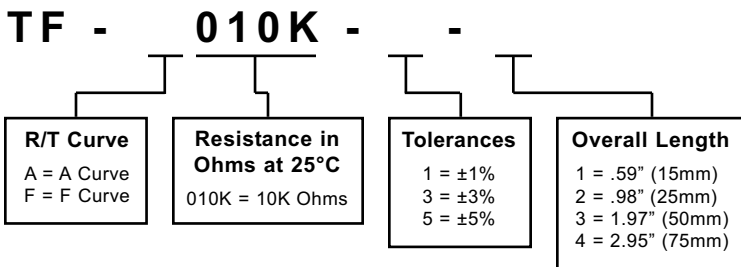 TF - 010K - -
R/T Curve
A = A Curve
F = F Curve
Resistance in
Ohms at 25°C
010K = 10K Ohms
Tolerances
1 = ±1%
3 = ±3%
5 = ±5%
Overall Length
1 = .59” (15mm)
2 = .98” (25mm)
3 = 1.97” (50mm)
4 = 2.95” (75mm)